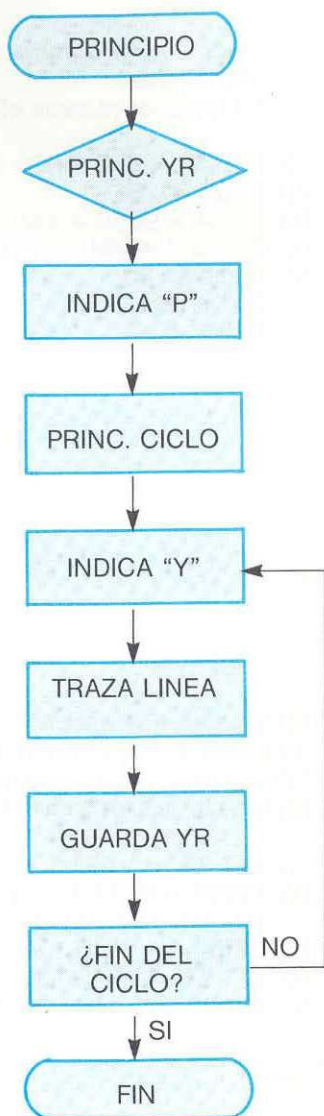 PRINCIPIO
PRINC. YR
INDICA “P”
PRINC. CICLO
INDICA “Y”
TRAZA LINEA
GUARDA YR
¿FIN DEL
CICLO?
NO
SI
FIN